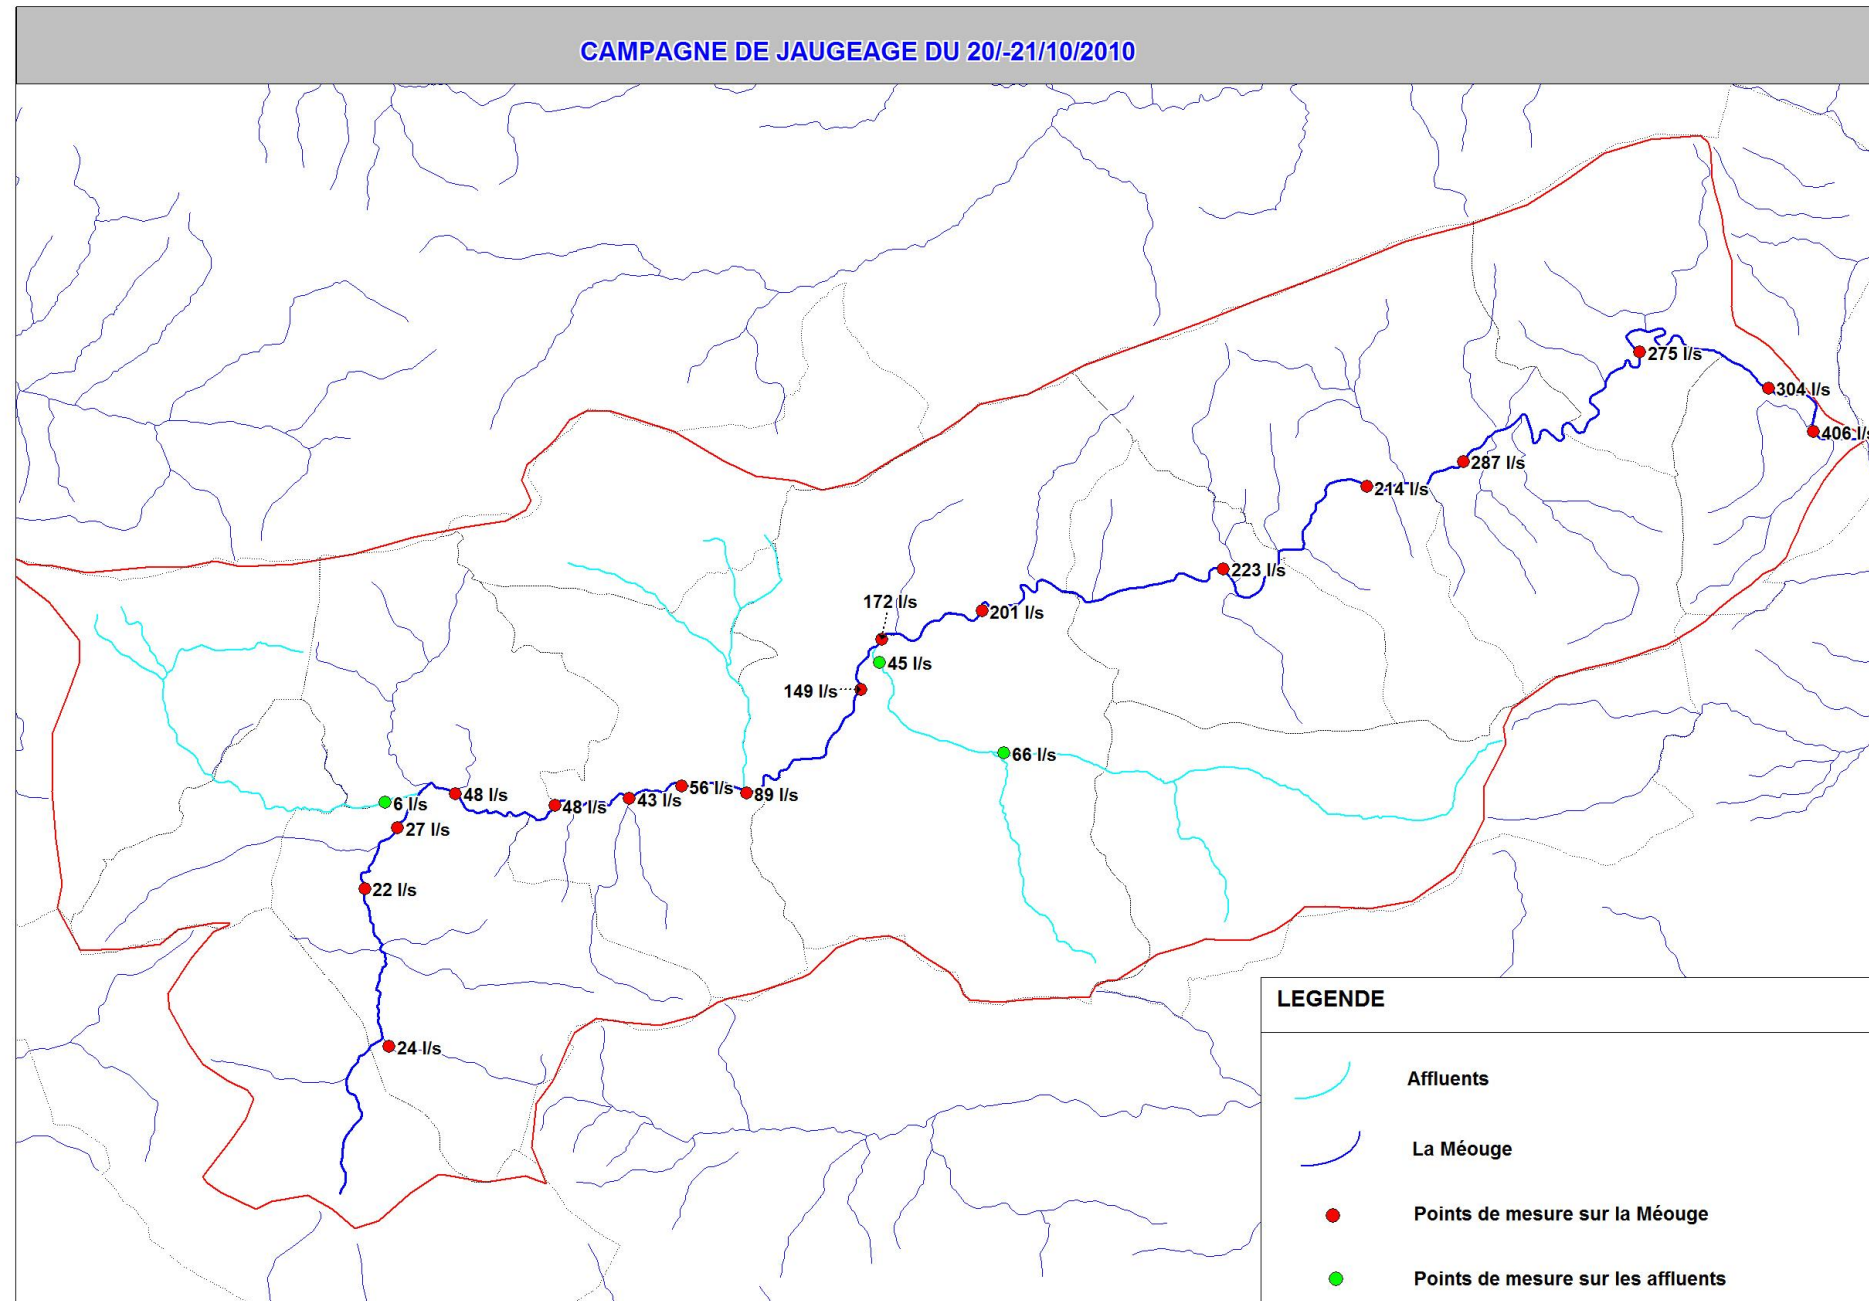 CAMPAGNE DE JAUGEAGE DU 20/-21/10/2010
275 l/s
304 l/s
406 l/s
287 l/s
214 l/s
223 l/s
172 l/s
201 l/s
45 l/s
149 l/s
66 l/s
56 l/s
89 l/s
48 l/s
48 l/s
43 l/s
6 l/s
27 l/s
22 l/s
24 l/s
LEGENDE
Affluents
La Méouge
Points de mesure sur la Méouge
Points de mesure sur les affluents